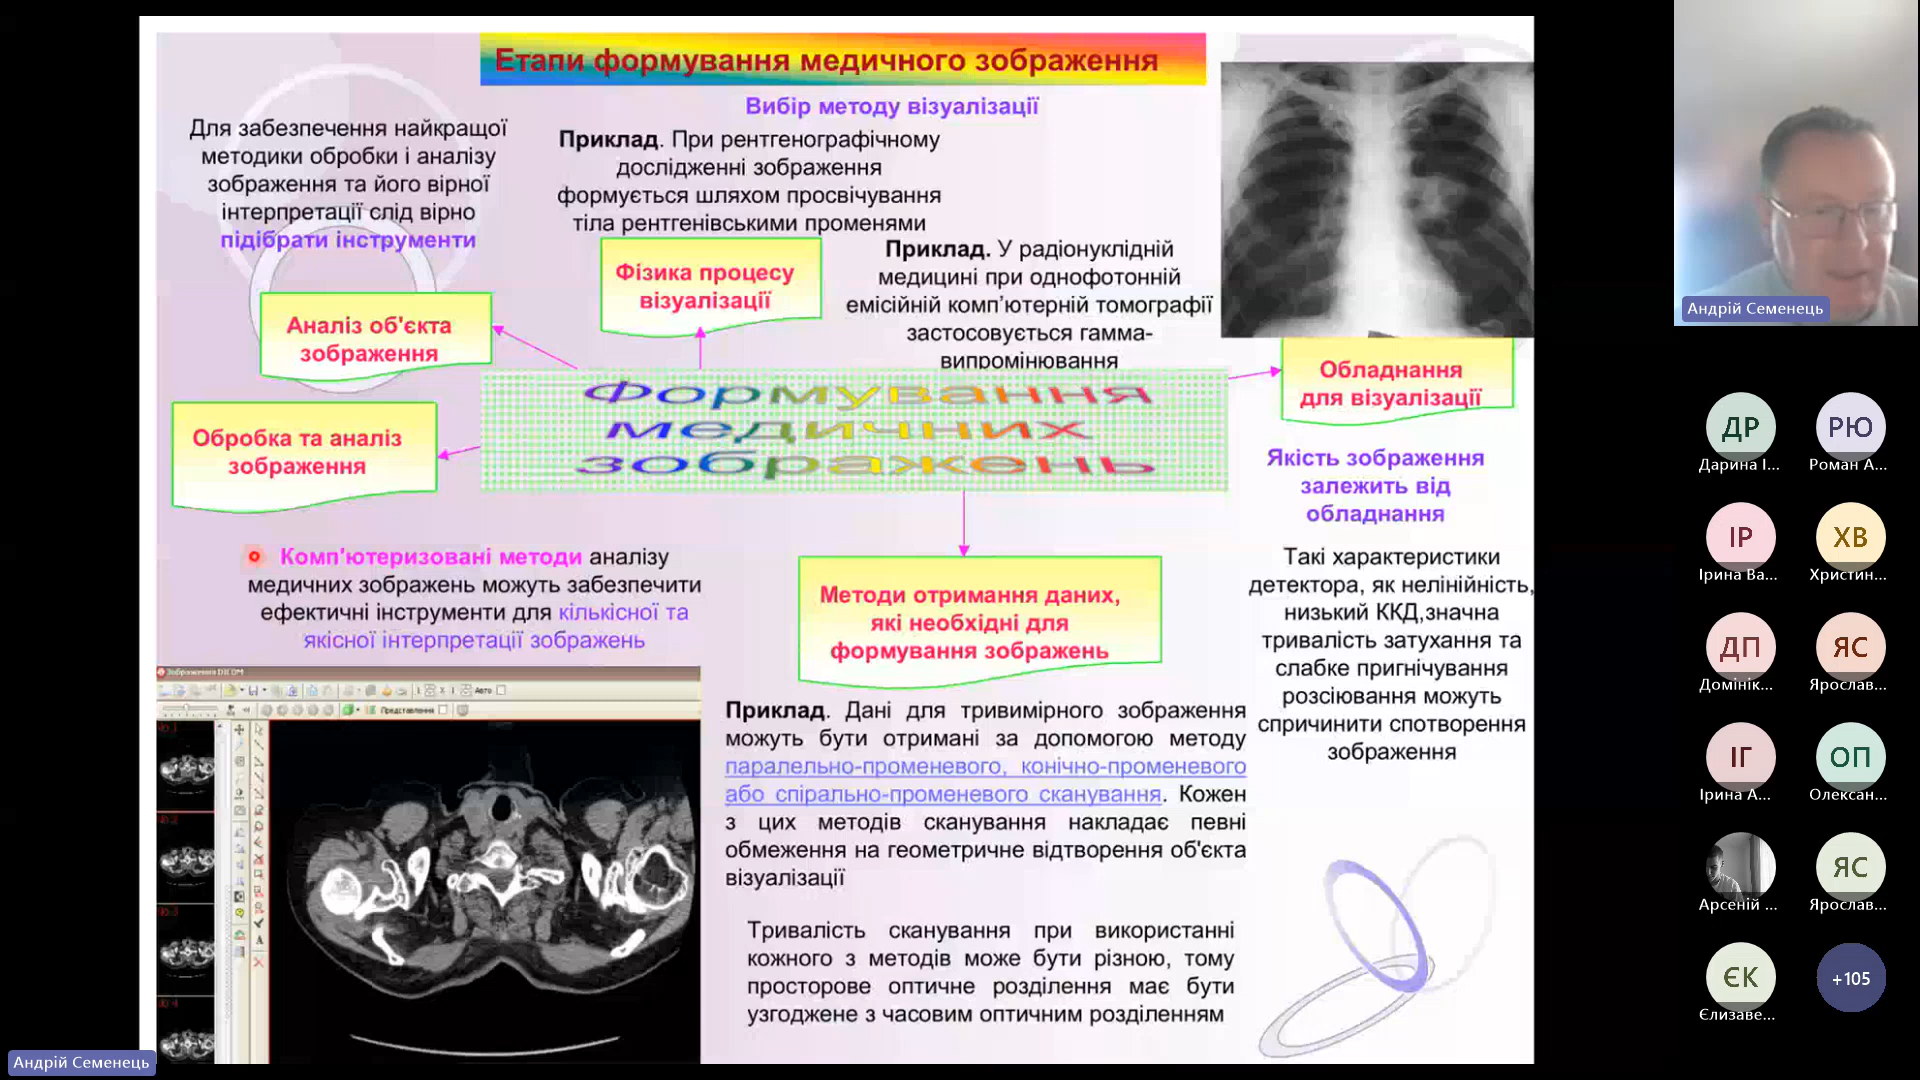 Етапи формування медичного зображення
Вибір методу візуалізації
Для забезпечення найкращої
методики обробки і аналізу
зображення та його вірної
інтерпретації слід вірно
підібрати інструменти
Приклад. При рентгенографічному
дослідженні зображення
формується шляхом просвічування
тіла рентгенівськими променями
Приклад. У радіонуклідній
медицині при однофотонній
емісійній комп'ютерній томографії
застосовується гамма-
випромінювання
Фізика процесу
візуалізації
Аналіз об'єкта
зображення
Обробка та аналіз
зображення
Формування
медичних
зображень
Обладнання
для візуалізації
Якість зображення
залежить від
обладнання
Такі характеристики
детектора, як нелінійність,
низький ККД,значна
тривалість затухання та
слабке пригнічування
розсіювання можуть
спричинити спотворення
зображення
Комп'ютеризовані методи аналізу
медичних зображень можуть забезпечити
ефектичні інструменти для кількісної та
якісної інтерпретації зображень
Методи отримання даних,
які необхідні для
формування зображень
Приклад. Дані для тривимірного зображення
можуть бути отримані за допомогою методу
паралельно-променевого, конічно-променевого
або спірально-променевого сканування. Кожен
з цих методів сканування накладає певні
обмеження на геометричне відтворення об'єкта
візуалізації
Тривалість сканування при використанні
кожного з методів може бути різною, тому
просторове оптичне розділення має бути
узгоджене з часовим оптичним розділенням
Зображення DICOM
Авто
Представлення
Андрій Семенець
ДР
Дарина І...
РЮ
Роман А...
ІР
Ірина Ва...
ХВ
Христин...
ДП
Домінік...
ЯС
Ярослав...
ІГ
Ірина А...
ОП
Олексан...
Арсеній ...
ЯС
Ярослав...
ЄК
Єлизаве...
+105
Андрій Семенець